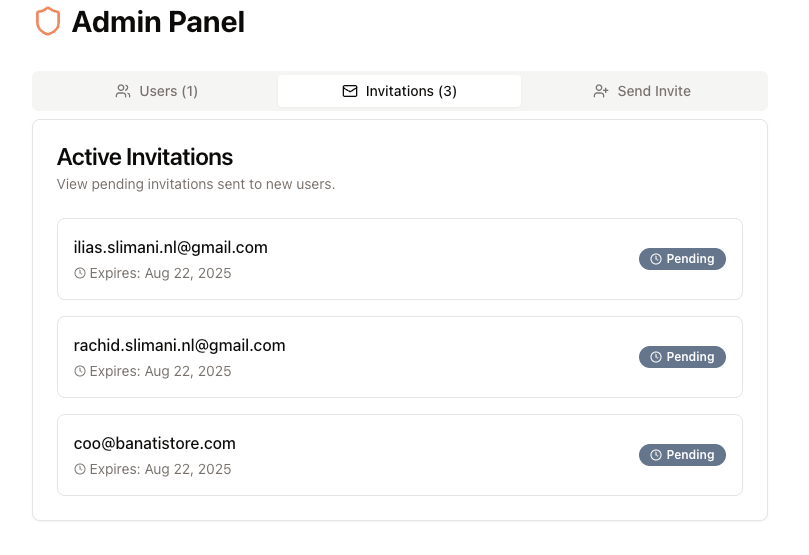 Admin Panel
Users (1)
Invitations (3)
Send Invite
Active Invitations
View pending invitations sent to new users.
ilias.slimani.nl@gmail.com
Expires: Aug 22, 2025
Pending
rachid.slimani.nl@gmail.com
Expires: Aug 22, 2025
Pending
coo@banatistore.com
Expires: Aug 22, 2025
Pending